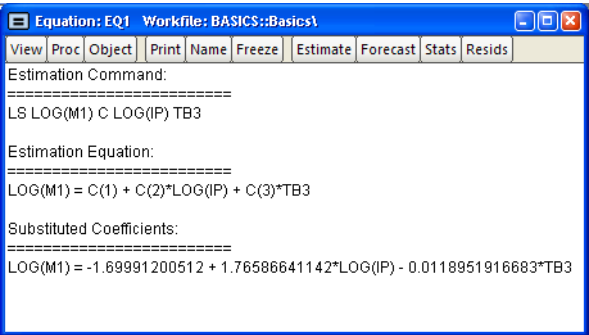 Equation: EQ1 Workfile: BASICS::Basics\
View Proc Object Print Name Freeze Estimate Forecast Stats Resids
Estimation Command:
=========================
LS LOG(M1) C LOG(IP) TB3
Estimation Equation:
=========================
LOG(M1) = C(1) + C(2)*LOG(IP) + C(3)*TB3
Substituted Coefficients:
=========================
LOG(M1) = -1.69991200512 + 1.76586641142*LOG(IP) - 0.0118951916683*TB3